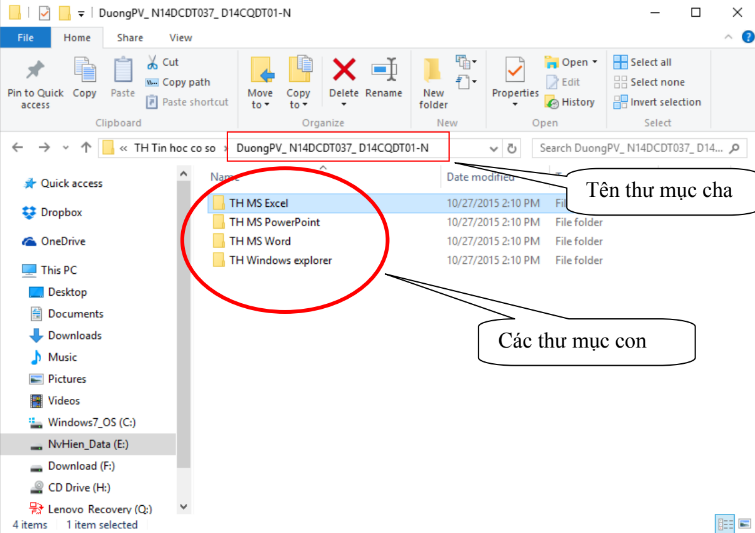 DuongPV_ N14DCDT037_ D14CQDT01-N
File Home Share View
Pin to Quick access
Copy
Paste
Cut
Copy path
Paste shortcut
Clipboard
Move to
Copy to
Delete
Rename
Organize
New folder
New
Properties
Open
Edit
History
Open
Select all
Select none
Invert selection
Select
« TH Tin hoc co so › DuongPV_ N14DCDT037_ D14CQDT01-N
Search DuongPV_ N14DCDT037_ D14...
Tên thư mục cha
Name Date modified
TH MS Excel 10/27/2015 2:10 PM
TH MS PowerPoint 10/27/2015 2:10 PM File folder
TH MS Word 10/27/2015 2:10 PM File folder
TH Windows explorer 10/27/2015 2:10 PM File folder
Các thư mục con
Quick access
Dropbox
OneDrive
This PC
Desktop
Documents
Downloads
Music
Pictures
Videos
Windows7_OS (C:)
NvHien_Data (E:)
Download (F:)
CD Drive (H:)
Lenovo Recovery (Q:)
4 items 1 item selected